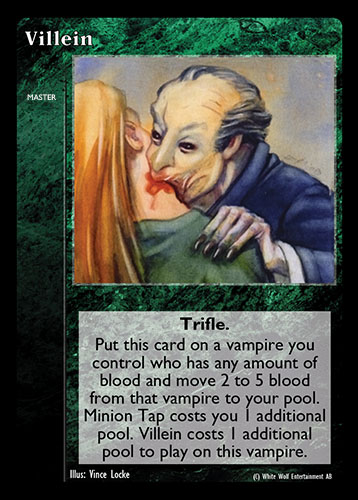 Villein
MASTER
Trifle.
Put this card on a vampire you
control who has any amount of
blood and move 2 to 5 blood
from that vampire to your pool.
Minion Tap costs you 1 additional
pool. Villein costs 1 additional
pool to play on this vampire.
Illus: Vince Locke
(C) White Wolf Entertainment AB